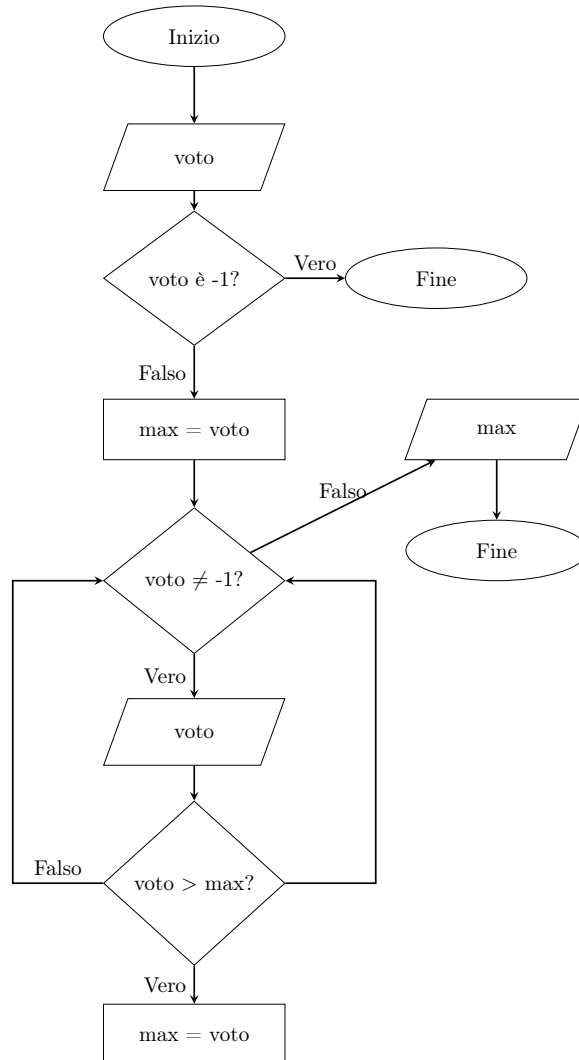 Inizio
voto
voto è -1?
Vero
Fine
Falso
max = voto
max
Falso
Fine
voto ≠ -1?
Vero
voto
voto > max?
Falso
Vero
max = voto